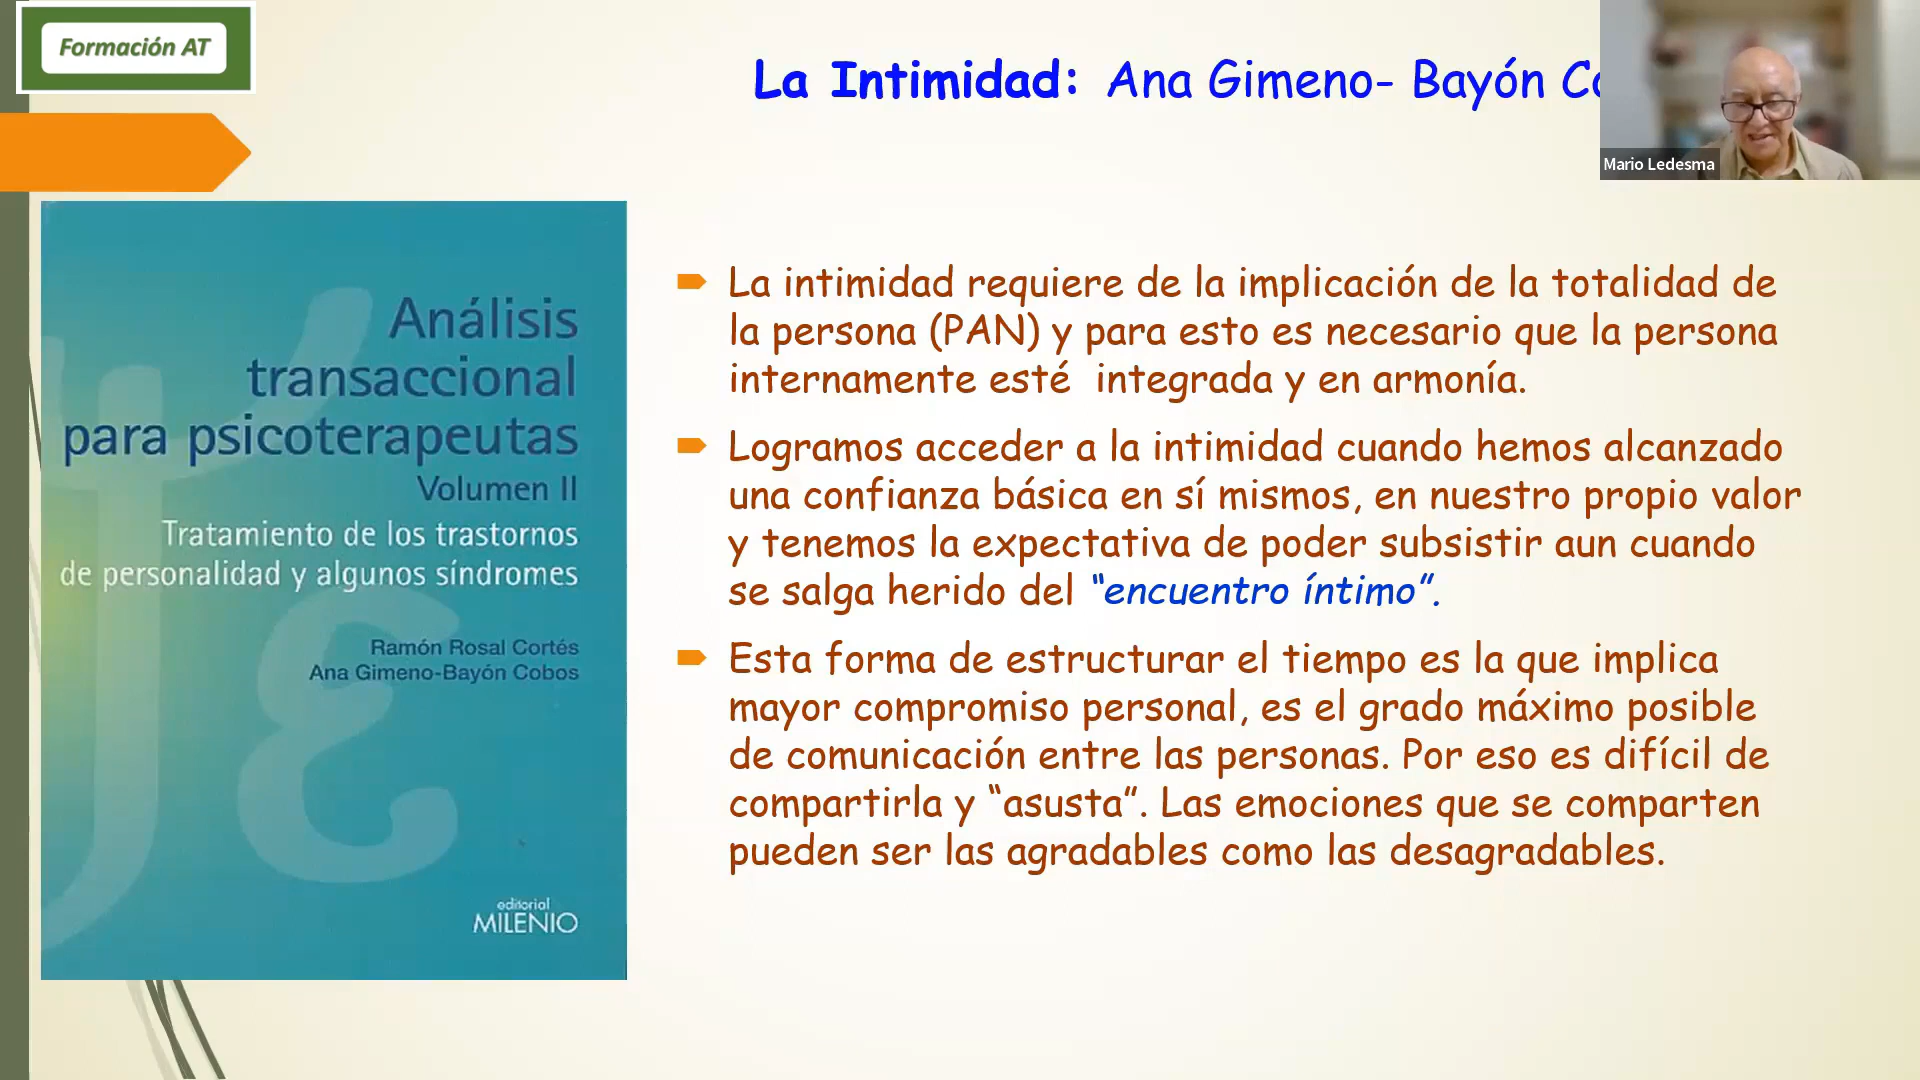 Formación AT
La Intimidad: Ana Gimeno- Bayón
Mario Ledesma
Análisis
transaccional
para psicoterapeutas
Volumen II
Tratamiento de los trastornos
de personalidad y algunos síndromes
Ramón Rosal Cortés
Ana Gimeno-Bayón Cobos
editorial
MILENIO
La intimidad requiere de la implicación de la totalidad de
la persona (PAN) y para esto es necesario que la persona
internamente esté integrada y en armonía.
Logramos acceder a la intimidad cuando hemos alcanzado
una confianza básica en sí mismos, en nuestro propio valor
y tenemos la expectativa de poder subsistir aun cuando
se salga herido del “encuentro íntimo”.
Esta forma de estructurar el tiempo es la que implica
mayor compromiso personal, es el grado máximo posible
de comunicación entre las personas. Por eso es difícil de
compartirla y “asusta”. Las emociones que se comparten
pueden ser las agradables como las desagradables.